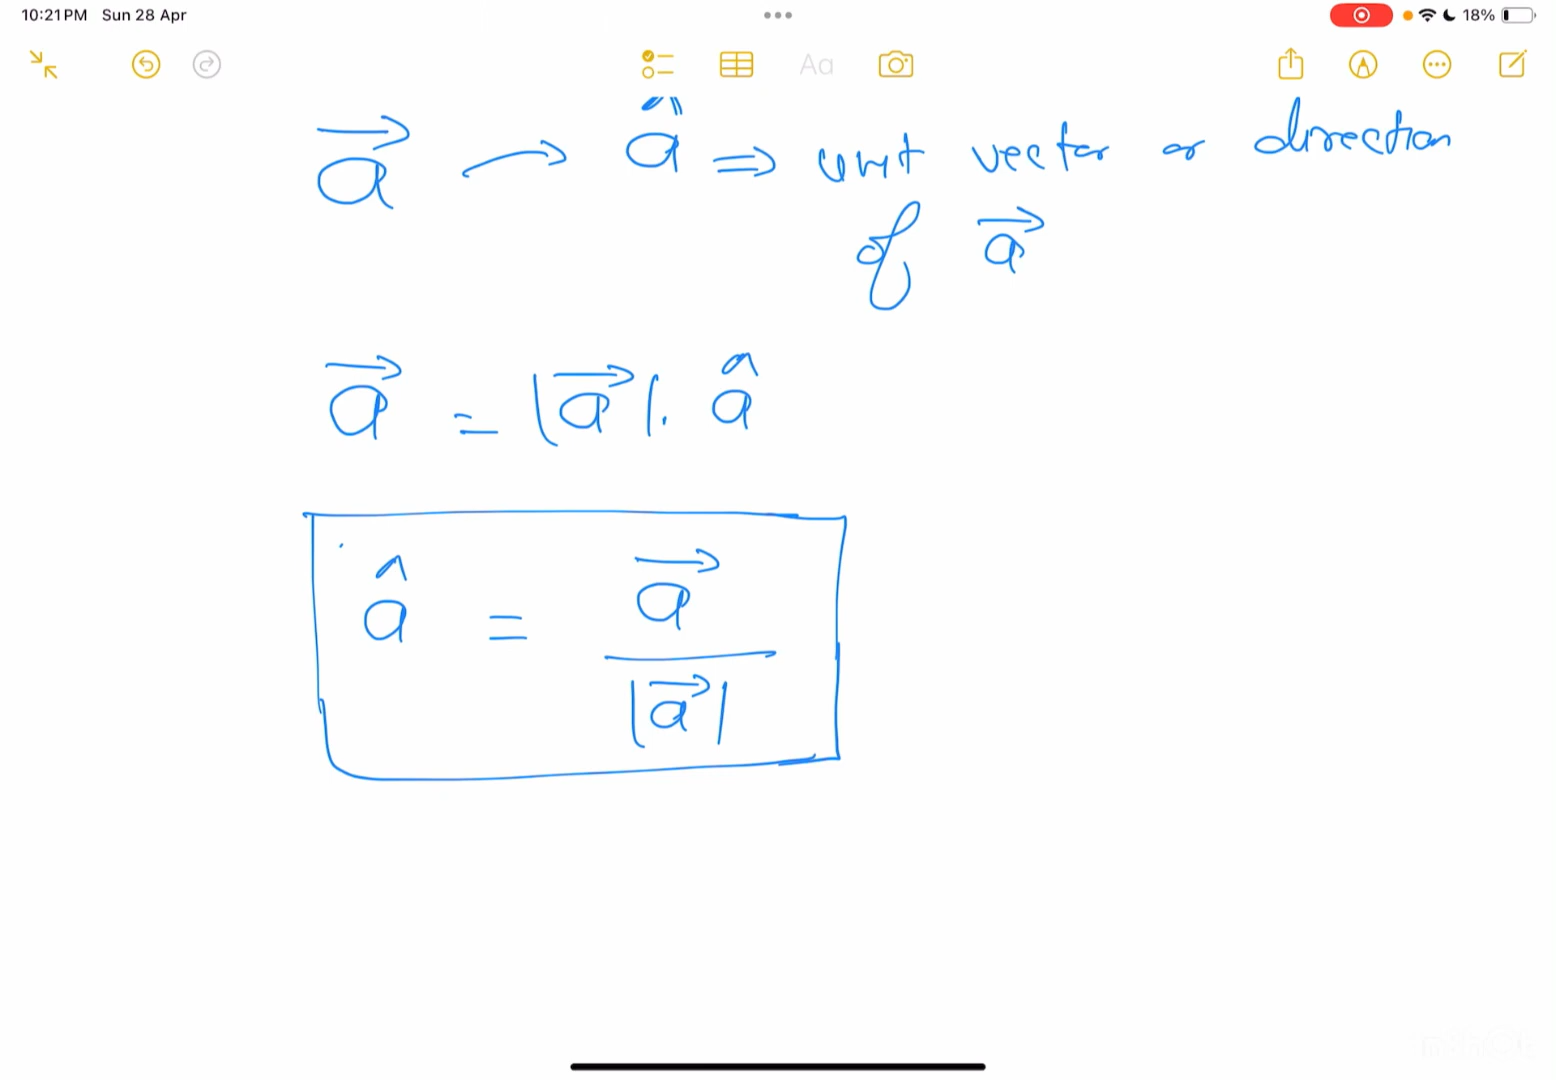 10:21 PM Sun 28 Apr
18%
Aa
a⃗ → â ⇒ unit vector or direction
of a⃗
a⃗ = |a⃗|. â
â = a⃗ / |a⃗|